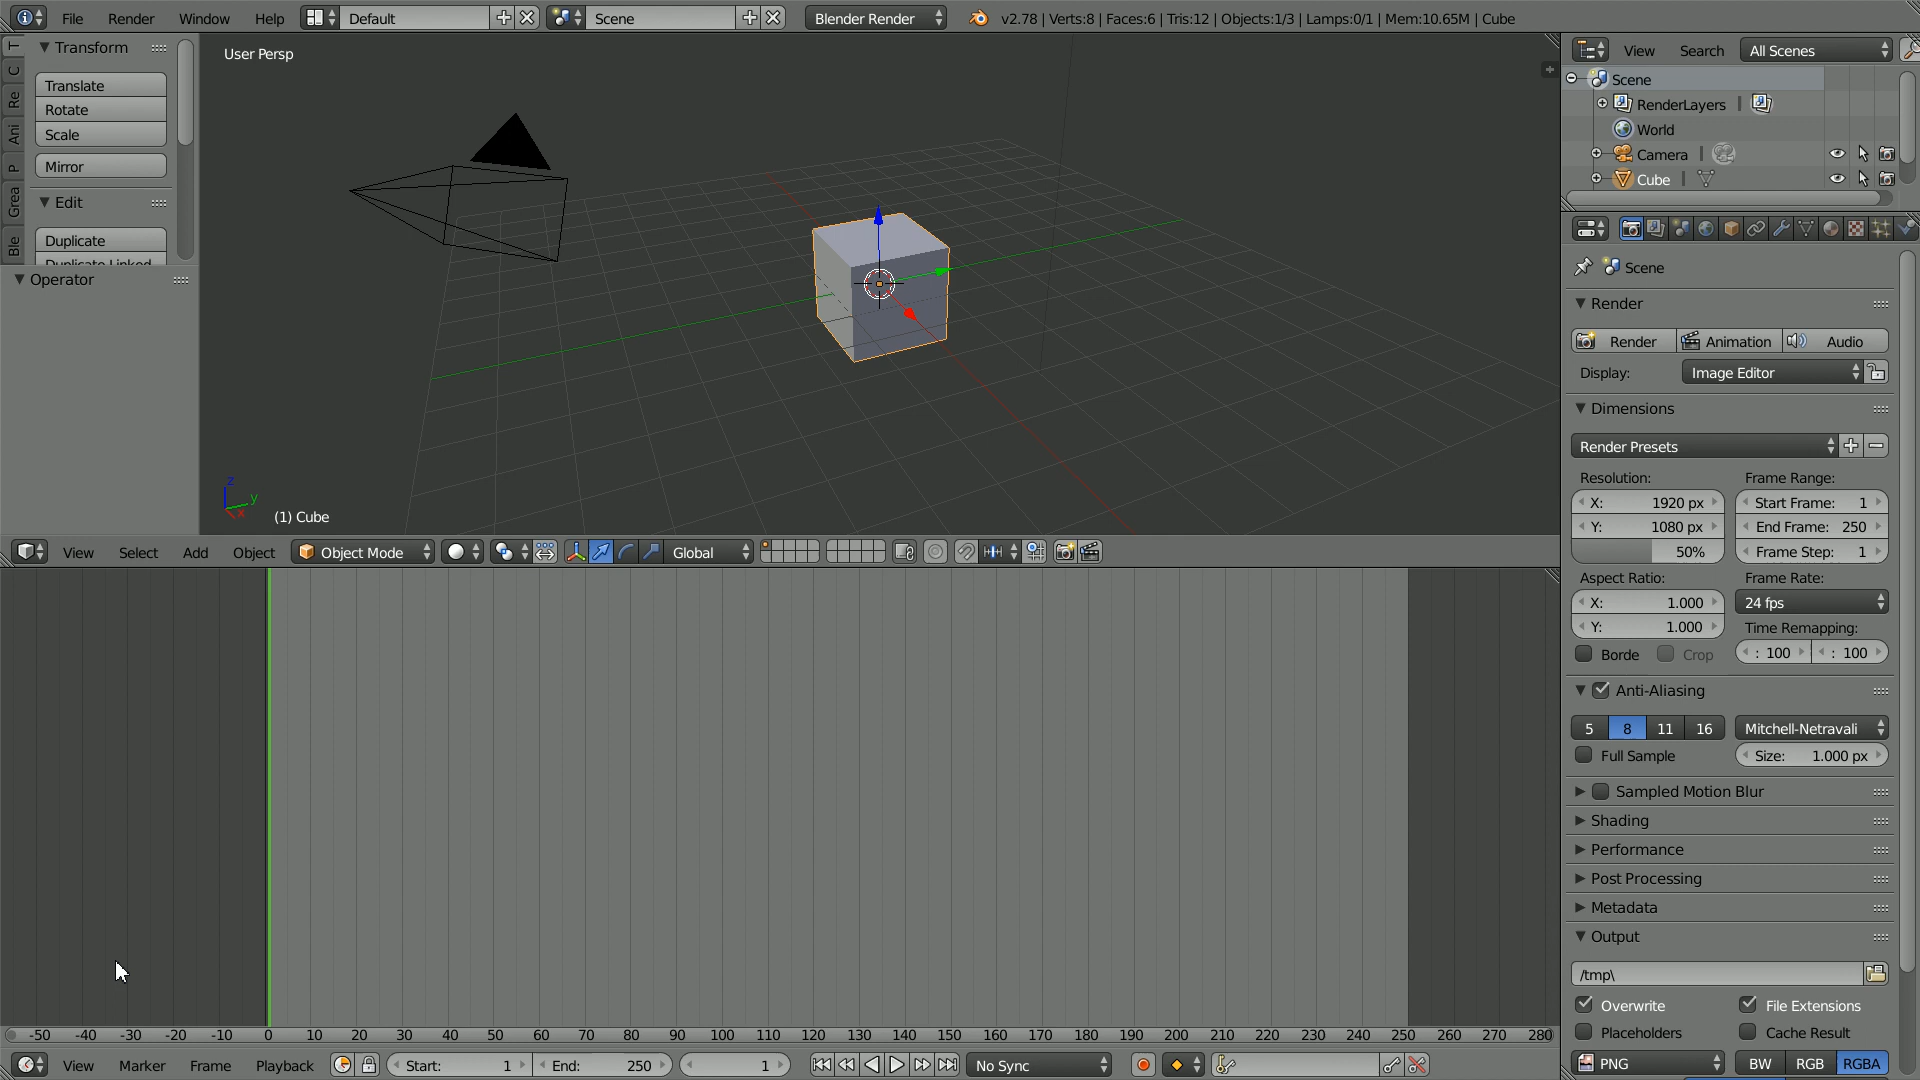 File Render Window Help Default Scene Blender Render v2.78 | Verts:8 | Faces:6 | Tris:12 | Objects:1/3 | Lamps:0/1 | Mem:10.65M | Cube
T
C
Re
Ani
P
Grea
Ble
Transform
Translate
Rotate
Scale
Mirror
Edit
Duplicate
Duplicate Linked
Operator
User Persp
z
y
x
(1) Cube
View Select Add Object Object Mode Global
-50 -40 -30 -20 -10 0 10 20 30 40 50 60 70 80 90 100 110 120 130 140 150 160 170 180 190 200 210 220 230 240 250 260 270 280
View Marker Frame Playback Start: 1 End: 250 1 No Sync
View Search All Scenes
Scene
RenderLayers |
World
Camera |
Cube |
Scene
Render
Render Animation Audio
Display: Image Editor
Dimensions
Render Presets
Resolution: Frame Range:
X: 1920 px Start Frame: 1
Y: 1080 px End Frame: 250
50% Frame Step: 1
Aspect Ratio: Frame Rate:
X: 1.000 24 fps
Y: 1.000 Time Remapping:
Borde Crop : 100 : 100
Anti-Aliasing
5 8 11 16 Mitchell-Netravali
Full Sample Size: 1.000 px
Sampled Motion Blur
Shading
Performance
Post Processing
Metadata
Output
/tmp\
Overwrite File Extensions
Placeholders Cache Result
PNG BW RGB RGBA